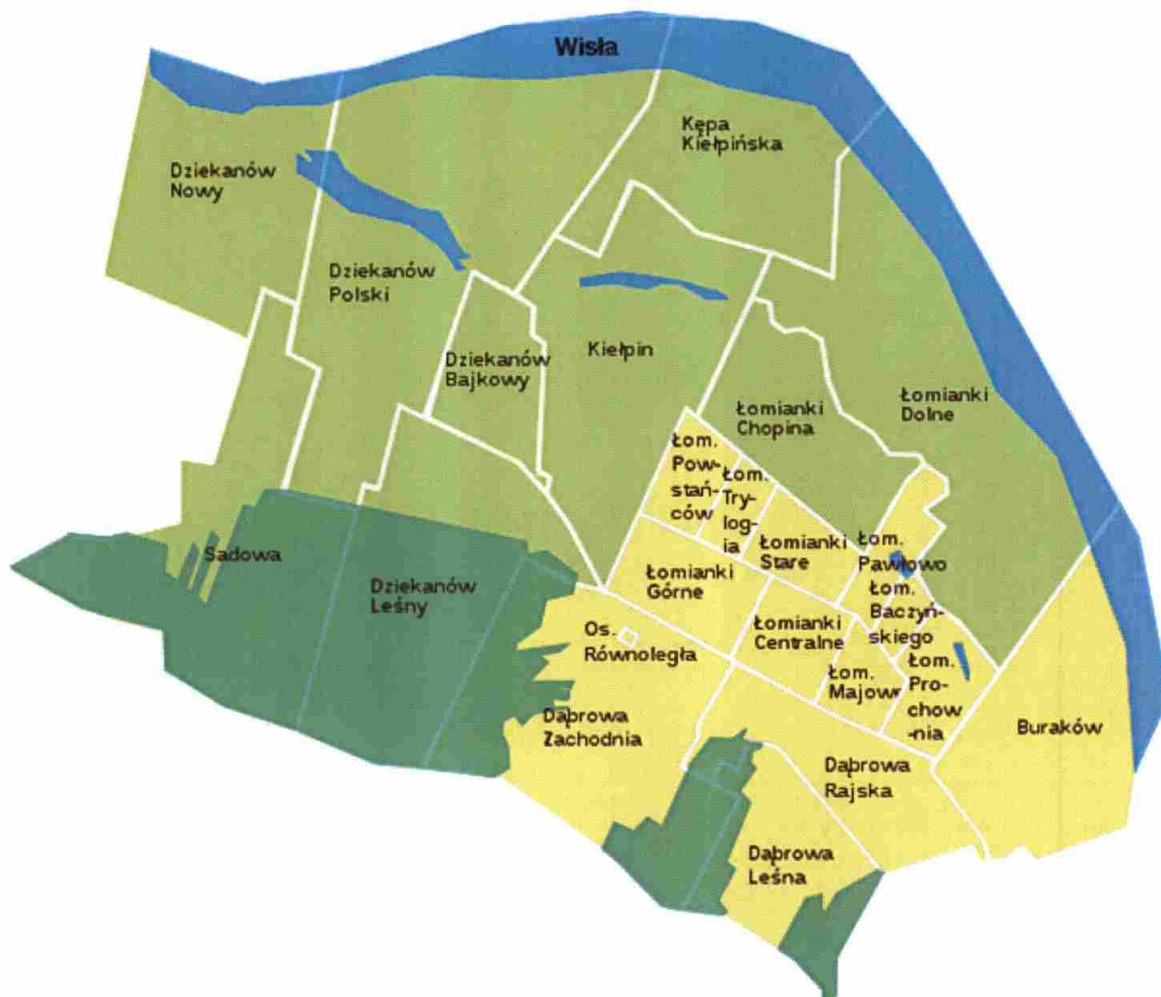 Wisła
Kępa
Kiełpińska
Dziekanów
Nowy
Dziekanów
Polski
Dziekanów
Bajkowy
Kiełpin
Łomianki
Dolne
Łomianki
Chopina
Łom.
Pow-
stań-
ców
Łom.
Try-
log-
ia
Łomianki
Stare
Łom.
Pawłowo
Sadowa
Dziekanów
Leśny
Łomianki
Górne
Łom.
Baczyń-
skiego
Łomianki
Centralne
Os.
Równoległa
Łom.
Majowe
Łom.
Pro-
chow
-nia
Dąbrowa
Zachodnia
Buraków
Dąbrowa
Rajska
Dąbrowa
Leśna